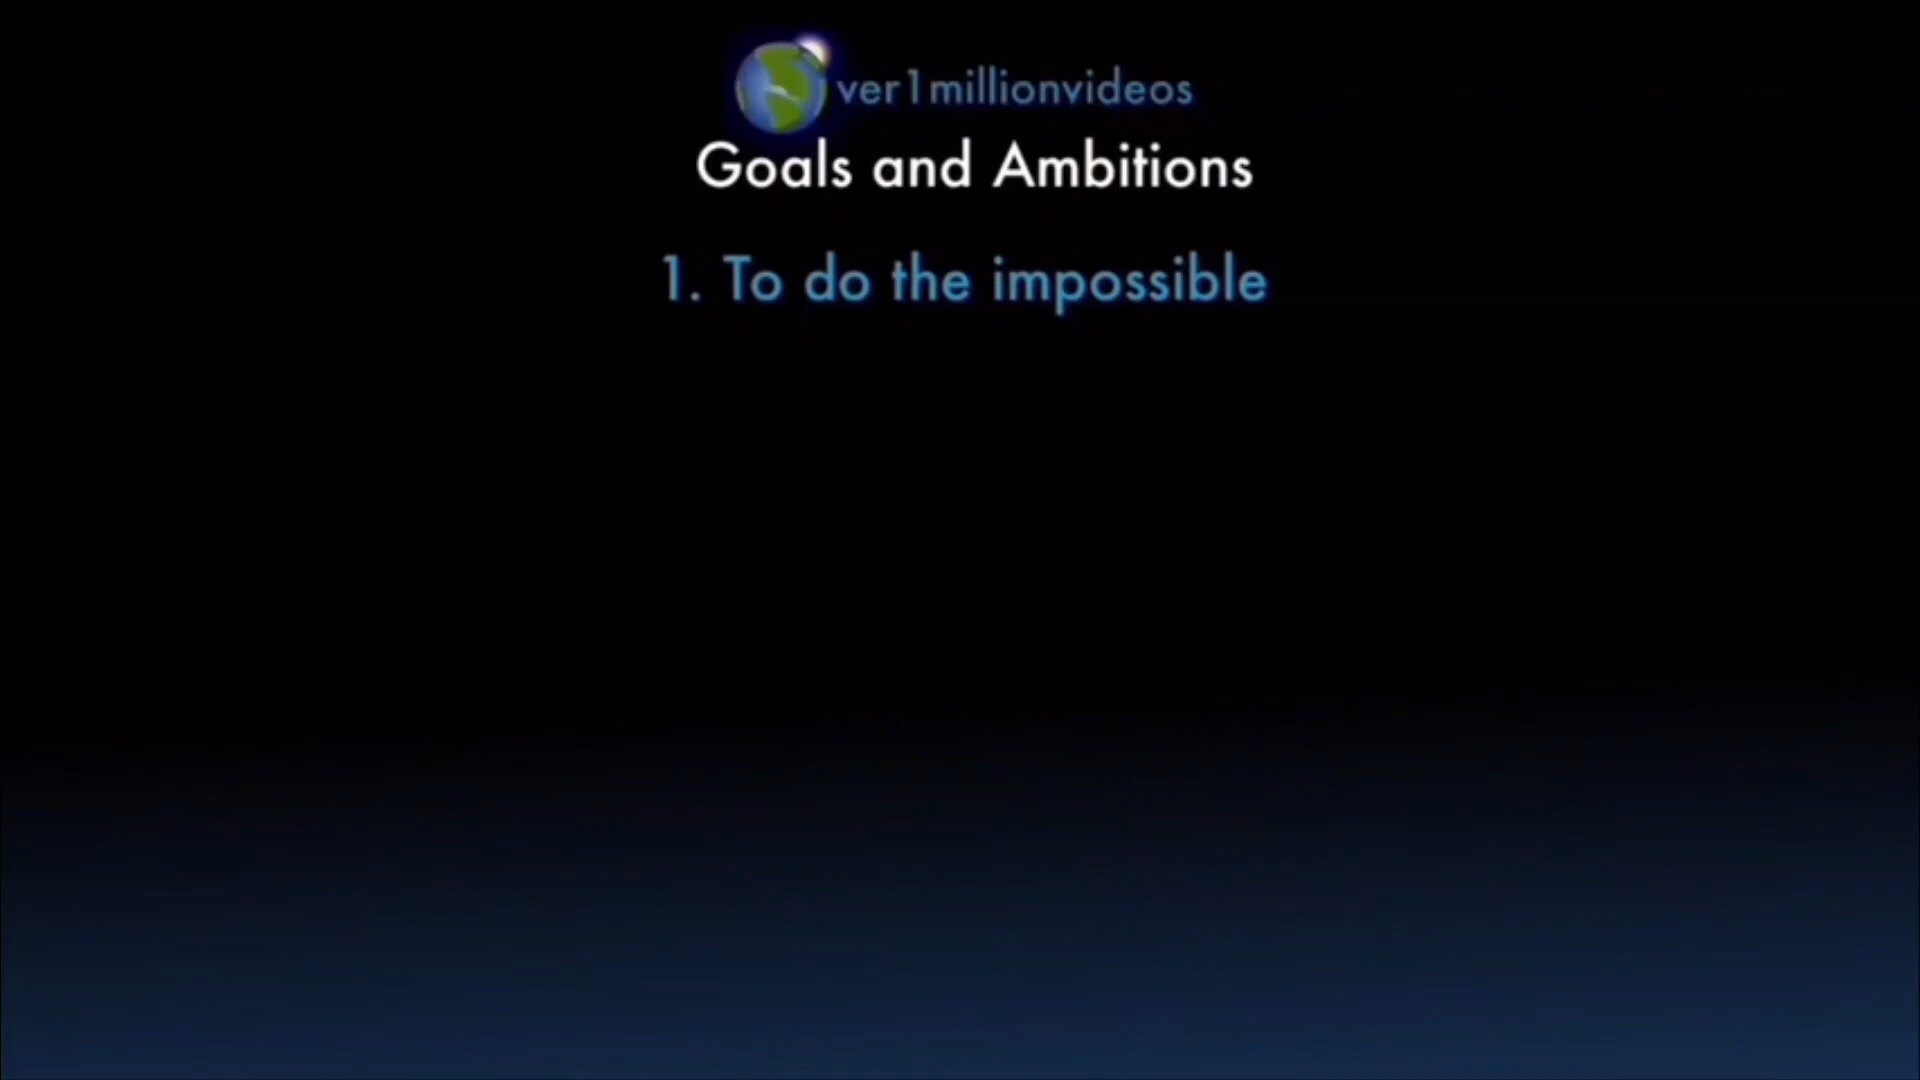 ver1millionvideos
Goals and Ambitions
1. To do the impossible